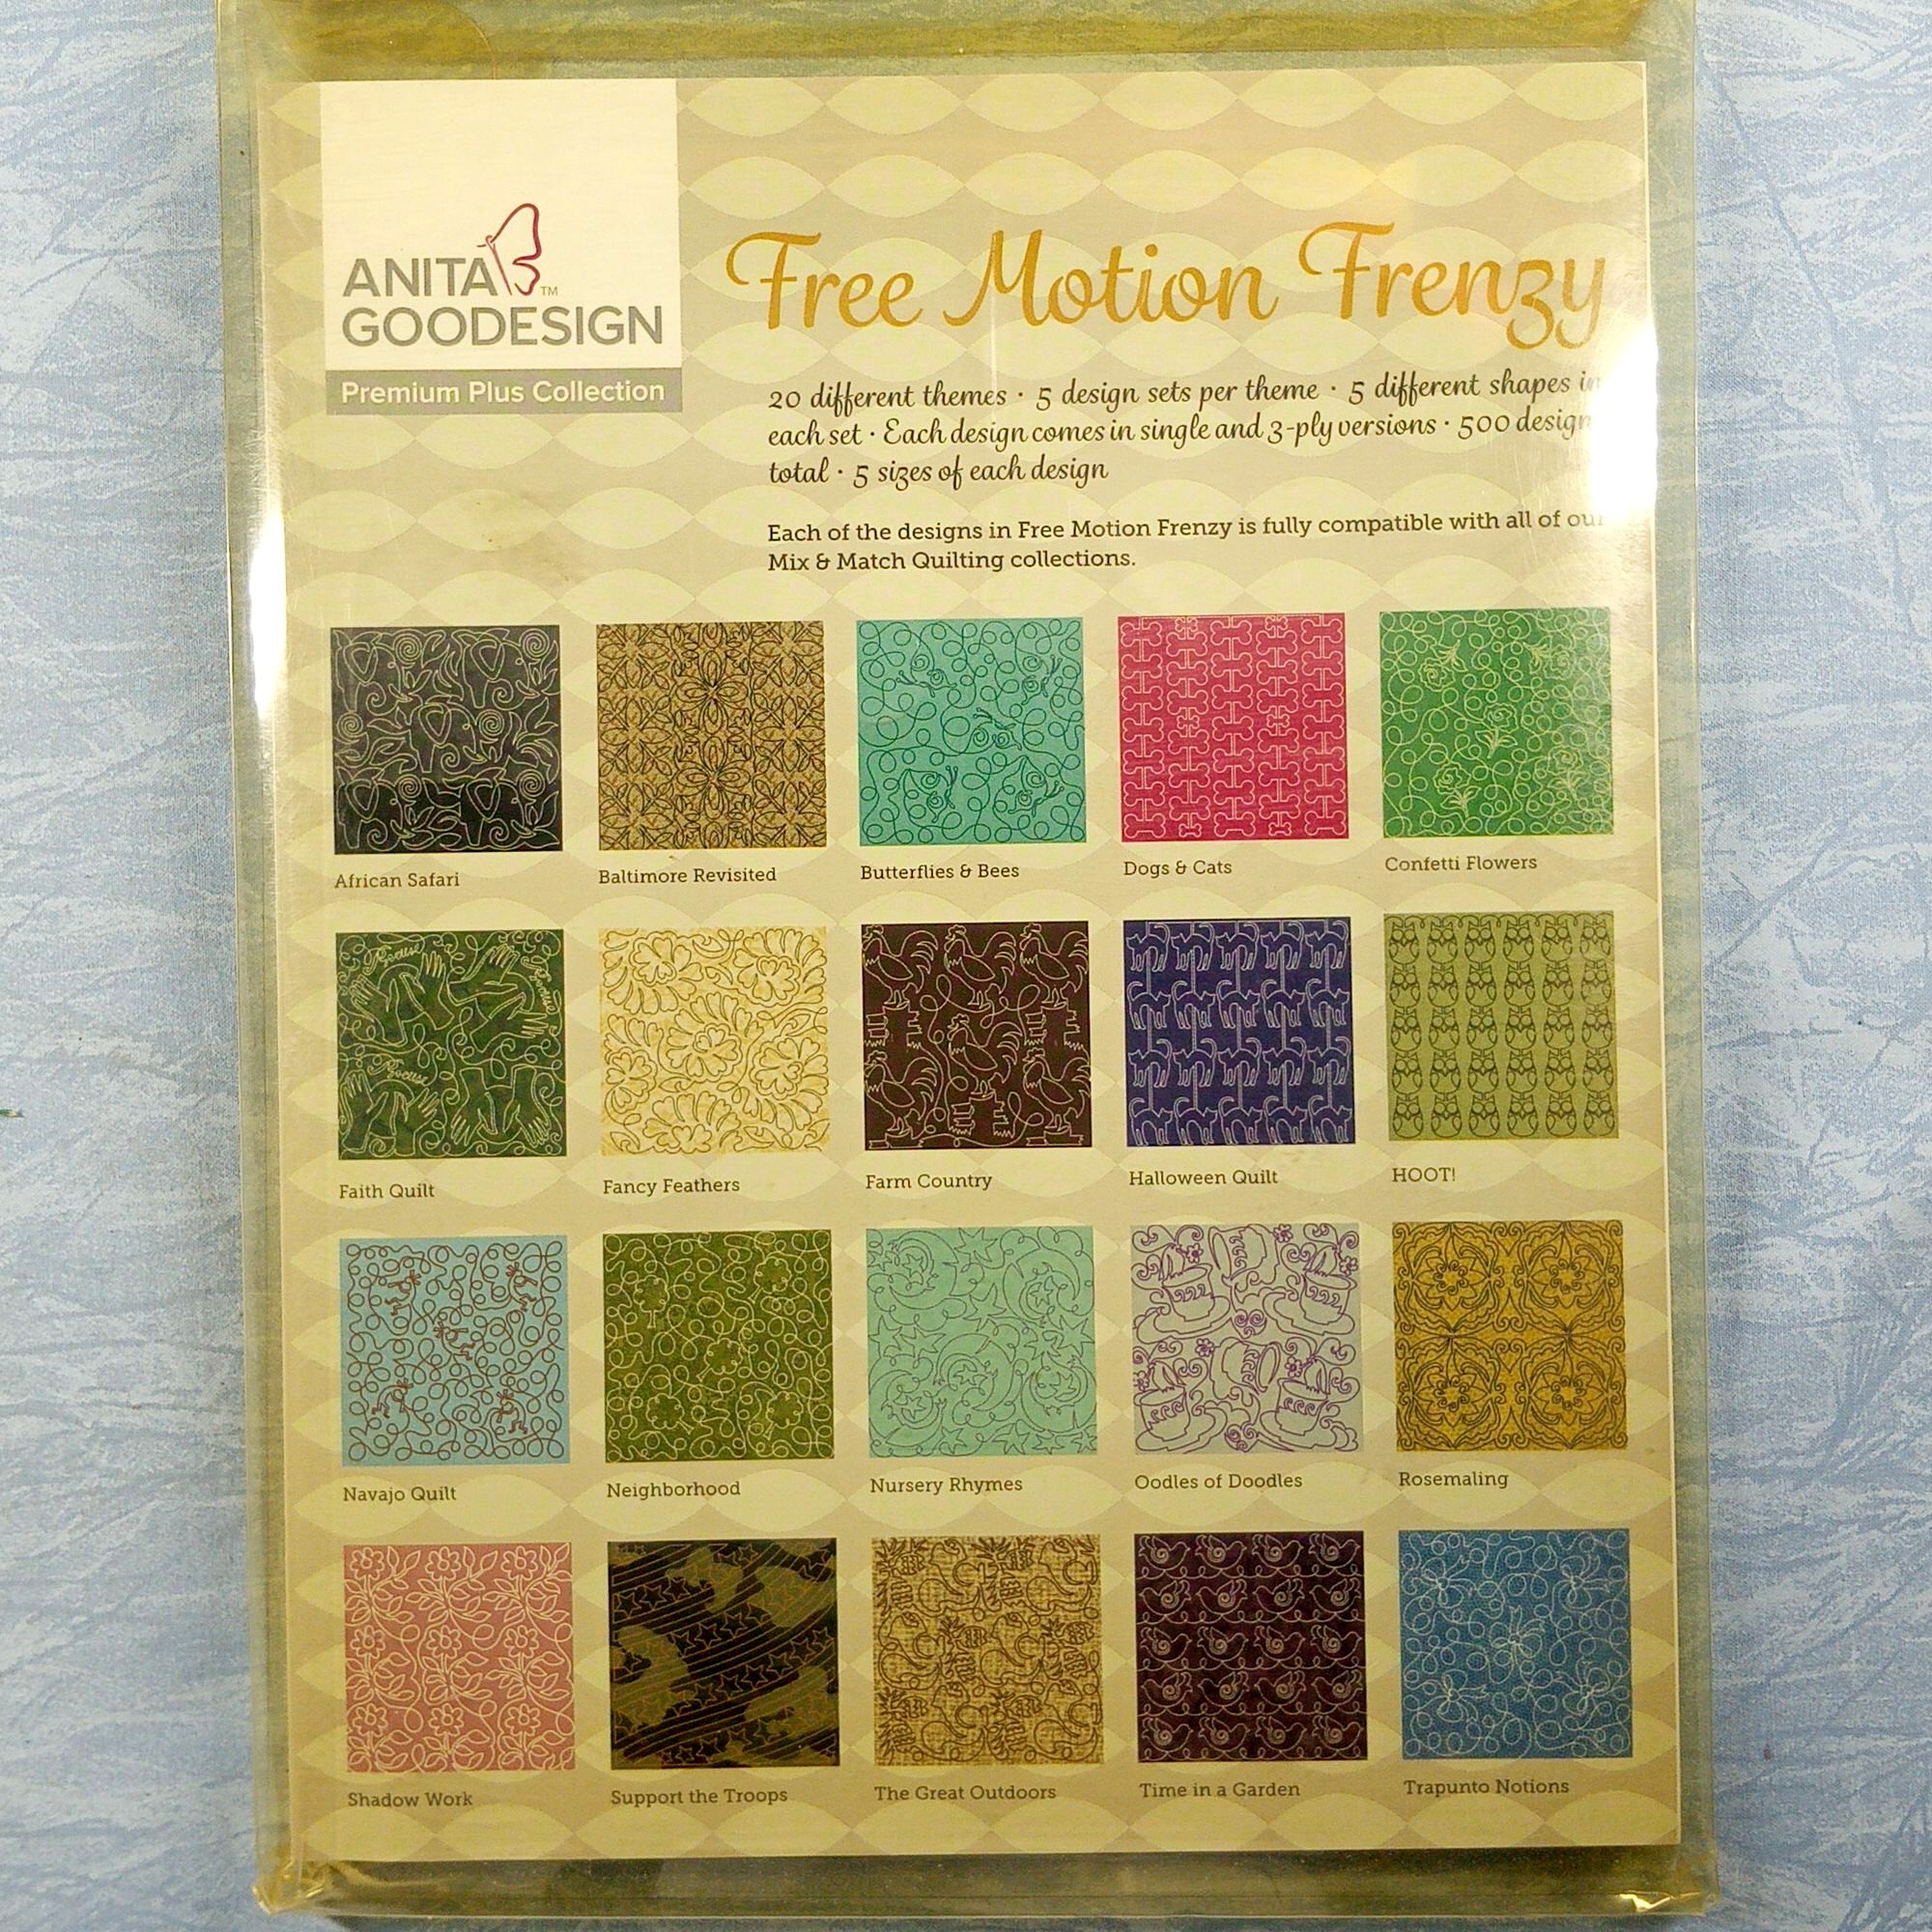 ANITA
GOODESIGN
™
Premium Plus Collection
Free Motion Frenzy
20 different themes · 5 design sets per theme · 5 different shapes in
each set · Each design comes in single and 3-ply versions · 500 design
total · 5 sizes of each design
Each of the designs in Free Motion Frenzy is fully compatible with all of our
Mix & Match Quilting collections.
African Safari
Baltimore Revisited
Butterflies & Bees
Dogs & Cats
Confetti Flowers
Faith Quilt
Fancy Feathers
Farm Country
Halloween Quilt
HOOT!
Navajo Quilt
Neighborhood
Nursery Rhymes
Oodles of Doodles
Rosemaling
Shadow Work
Support the Troops
The Great Outdoors
Time in a Garden
Trapunto Notions